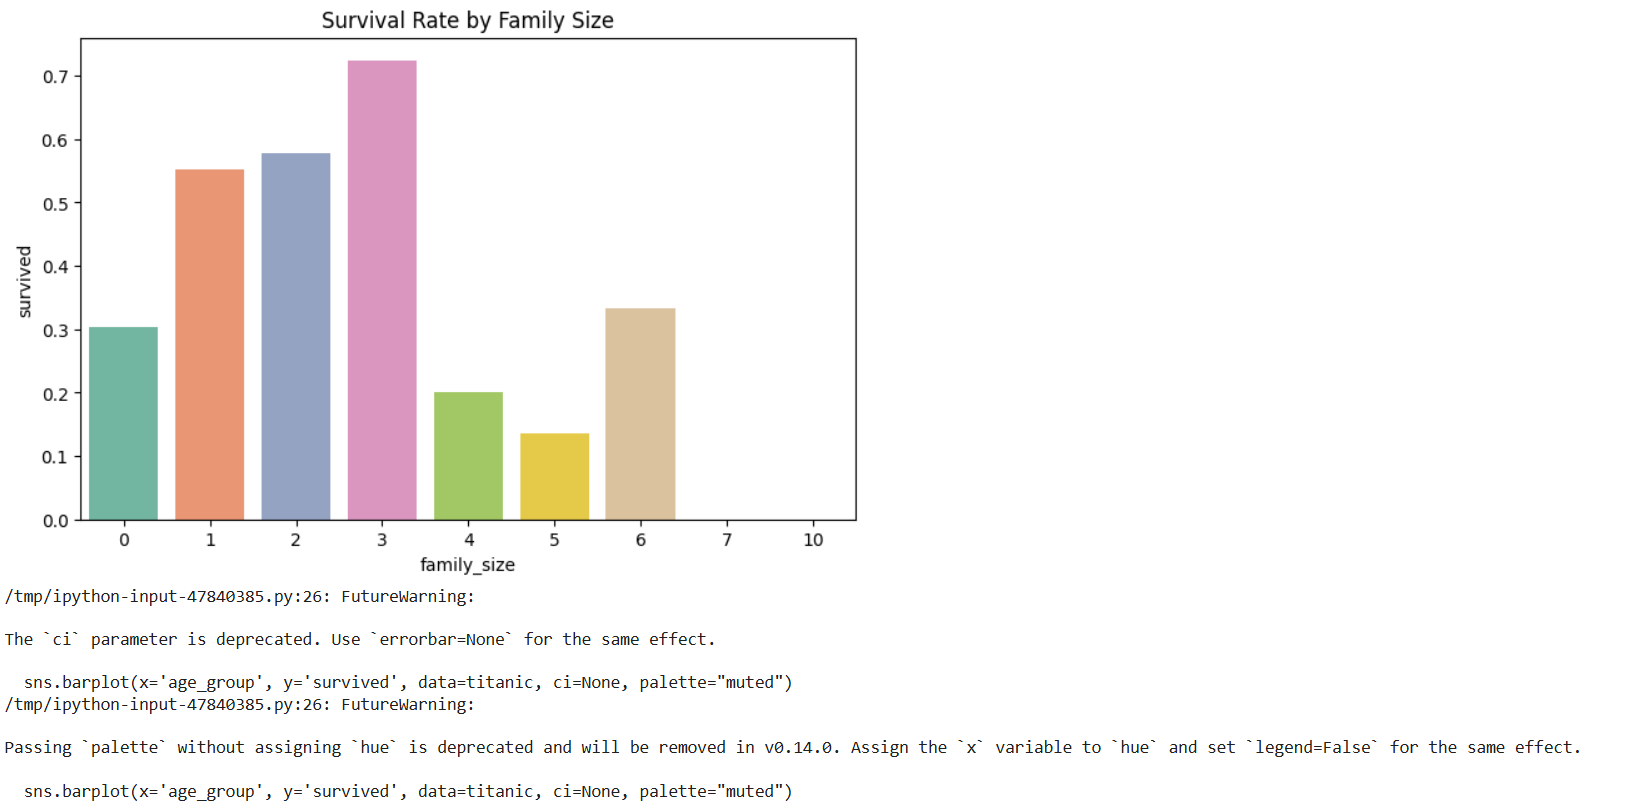 Survival Rate by Family Size
0.7
0.6
0.5
0.4
0.3
0.2
0.1
0.0
survived
0 1 2 3 4 5 6 7 10
family_size
/tmp/ipython-input-47840385.py:26: FutureWarning:
The `ci` parameter is deprecated. Use `errorbar=None` for the same effect.
sns.barplot(x='age_group', y='survived', data=titanic, ci=None, palette="muted")
/tmp/ipython-input-47840385.py:26: FutureWarning:
Passing `palette` without assigning `hue` is deprecated and will be removed in v0.14.0. Assign the `x` variable to `hue` and set `legend=False` for the same effect.
sns.barplot(x='age_group', y='survived', data=titanic, ci=None, palette="muted")